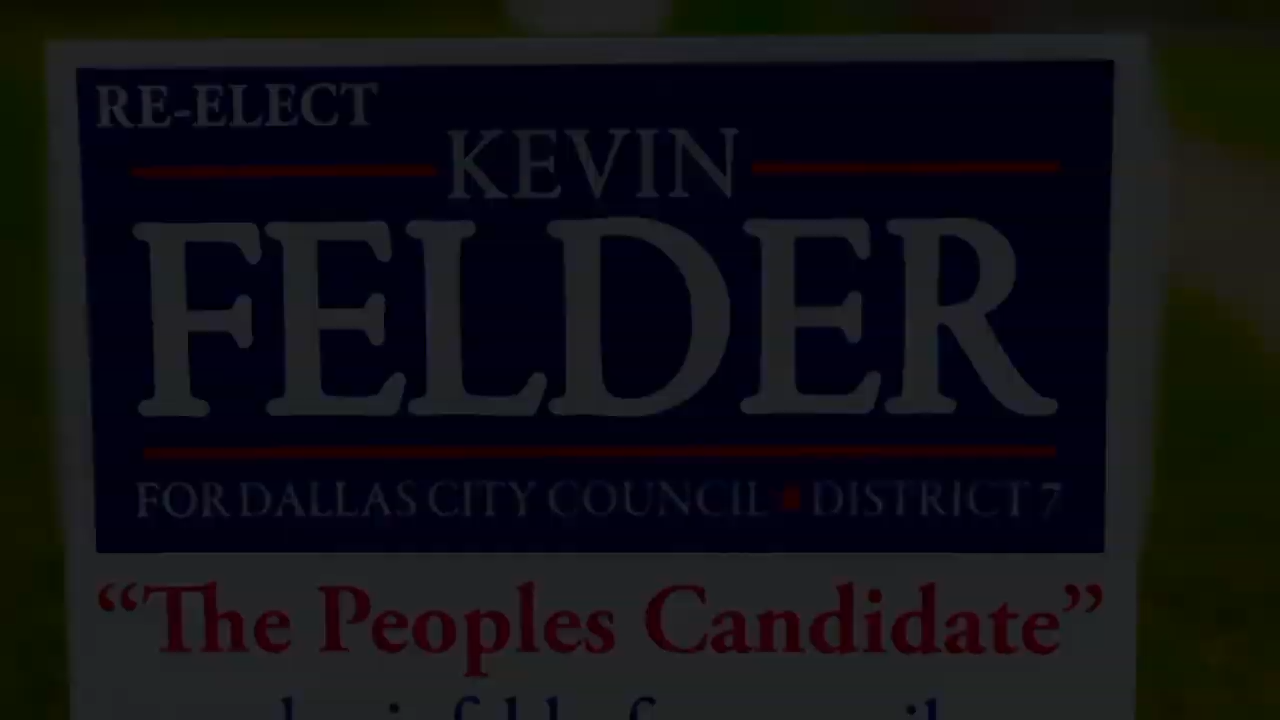 RE-ELECT
KEVIN
FELDER
FOR DALLAS CITY COUNCIL DISTRICT 7
“The Peoples Candidate”